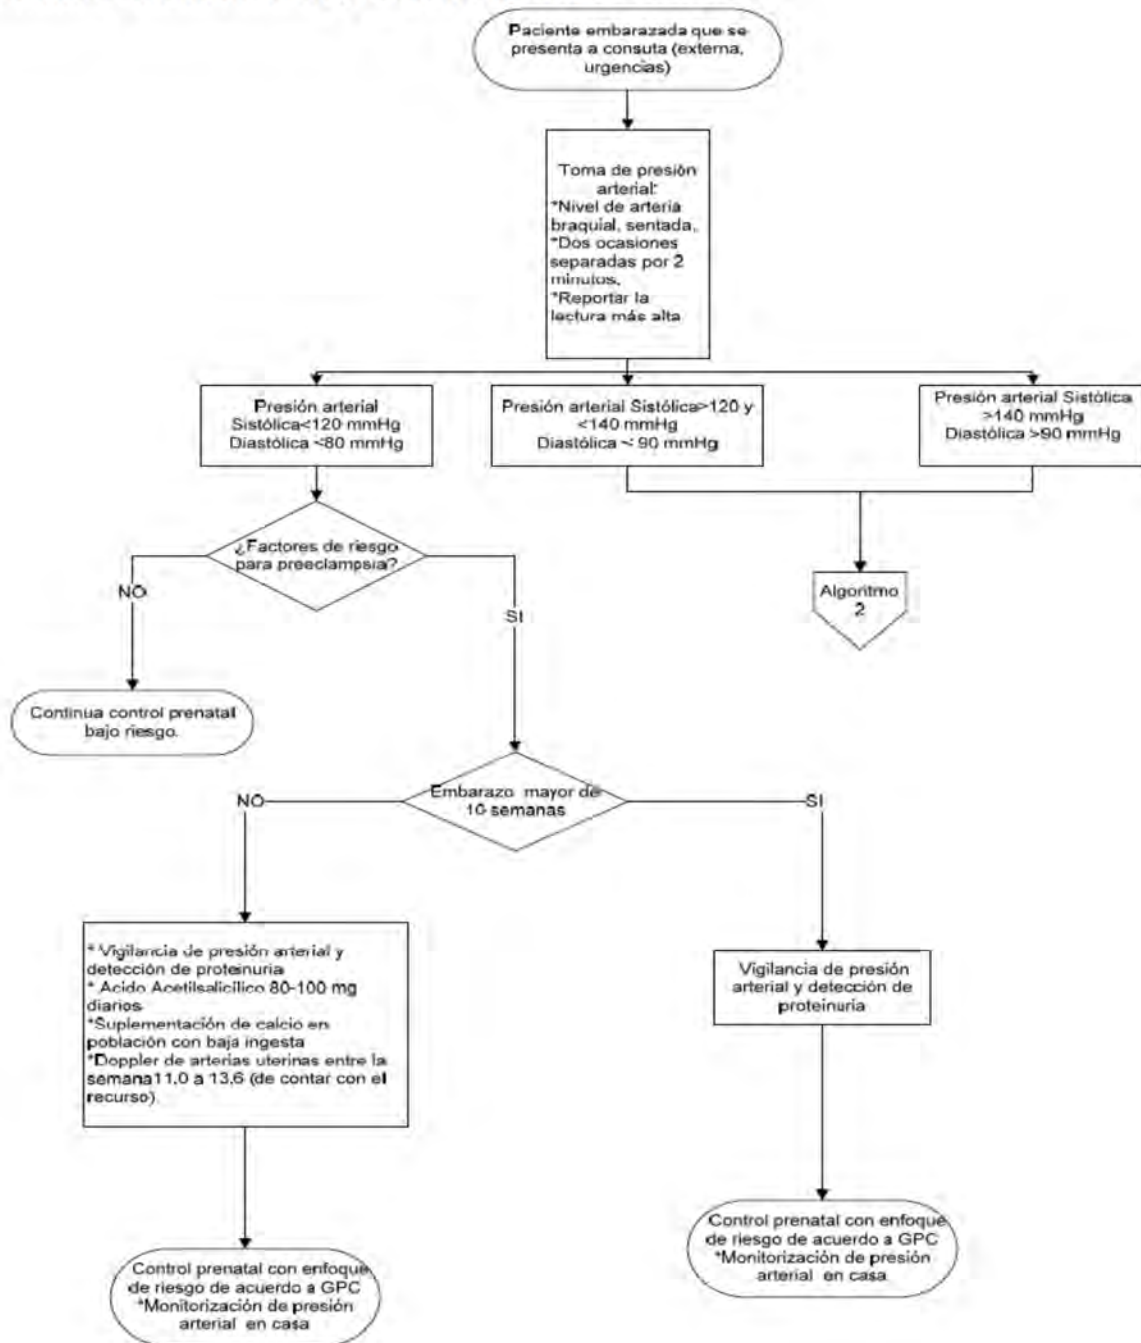 Paciente embarazada que se
presenta a consuta (externa,
urgencias)
Toma de presión
arterial:
*Nivel de arteria
braquial, sentada,
*Dos ocasiones
separadas por 2
minutos,
*Reportar la
lectura más alta
Presión arterial
Sistólica<120 mmHg
Diastólica <80 mmHg
Presión arterial Sistólica>120 y
<140 mmHg
Diastólica < 90 mmHg
Presión arterial Sistólica
>140 mmHg
Diastólica >90 mmHg
¿Factores de riesgo
para preeclampsia?
NO
SI
Algoritmo
2
Continua control prenatal
bajo riesgo.
Embarazo mayor de
16 semanas
NO
SI
* Vigilancia de presión arterial y
detección de proteinuria
* Acido Acetilsalicílico 80-100 mg
diarios
*Suplementación de calcio en
población con baja ingesta
*Doppler de arterias uterinas entre la
semana11.0 a 13.6 (de contar con el
recurso)
Vigilancia de presión
arterial y detección de
proteinuria
Control prenatal con enfoque
de riesgo de acuerdo a GPC
*Monitorización de presión
arterial en casa
Control prenatal con enfoque
de riesgo de acuerdo a GPC
*Monitorización de presión
arterial en casa